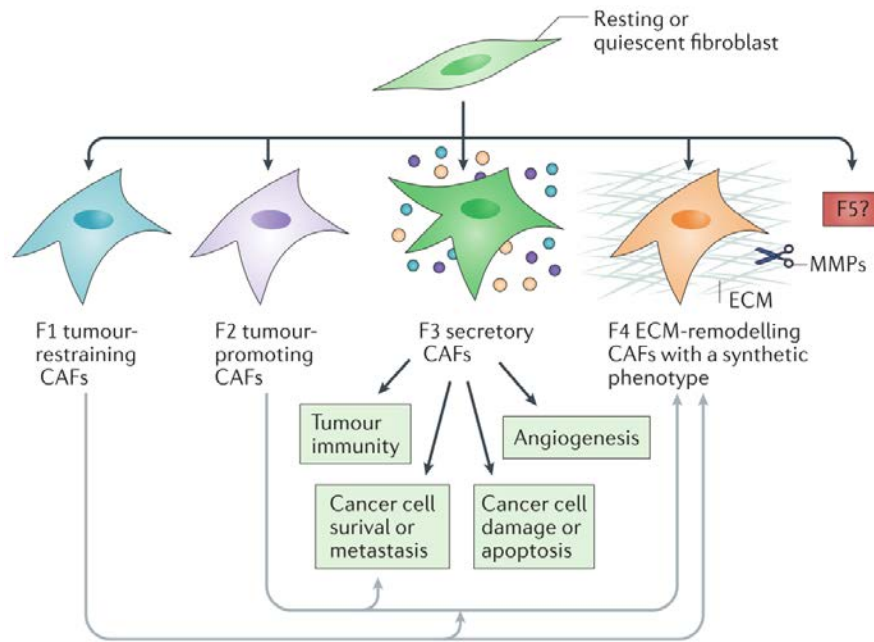 Resting or
quiescent fibroblast
F5?
MMPs
ECM
F1 tumour-
restraining
CAFs
F2 tumour-
promoting
CAFs
F3 secretory
CAFs
F4 ECM-remodelling
CAFs with a synthetic
phenotype
Tumour
immunity
Angiogenesis
Cancer cell
surival or
metastasis
Cancer cell
damage or
apoptosis